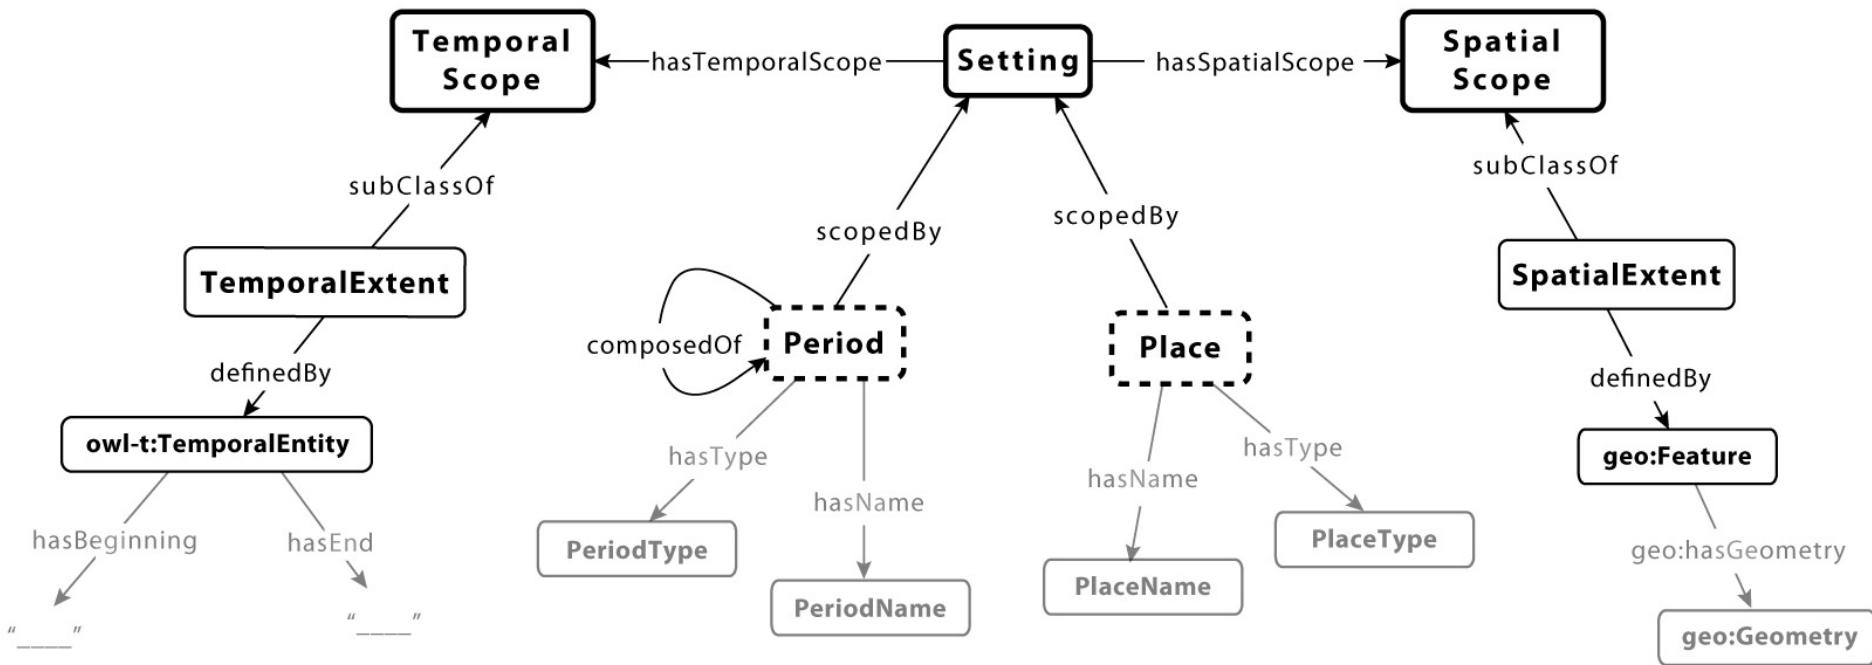 Temporal
Scope
hasTemporalScope
Setting
hasSpatialScope
Spatial
Scope
subClassOf
scopedBy
scopedBy
subClassOf
TemporalExtent
SpatialExtent
composedOf
Period
Place
definedBy
definedBy
owl-t:TemporalEntity
hasType
hasName
hasName
hasType
geo:Feature
hasBeginning
hasEnd
PeriodType
PeriodName
PlaceName
PlaceType
geo:hasGeometry
"____"
"____"
geo:Geometry